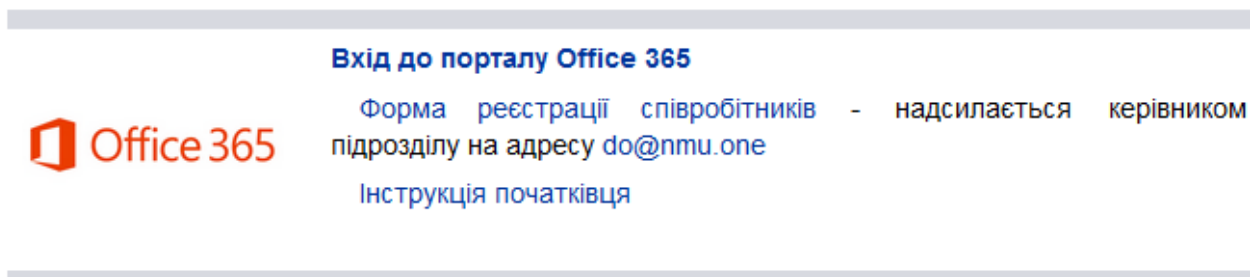 Вхід до порталу Office 365
Форма реєстрації співробітників - надсилається керівником
підрозділу на адресу do@nmu.one
Office 365
Інструкція початківця